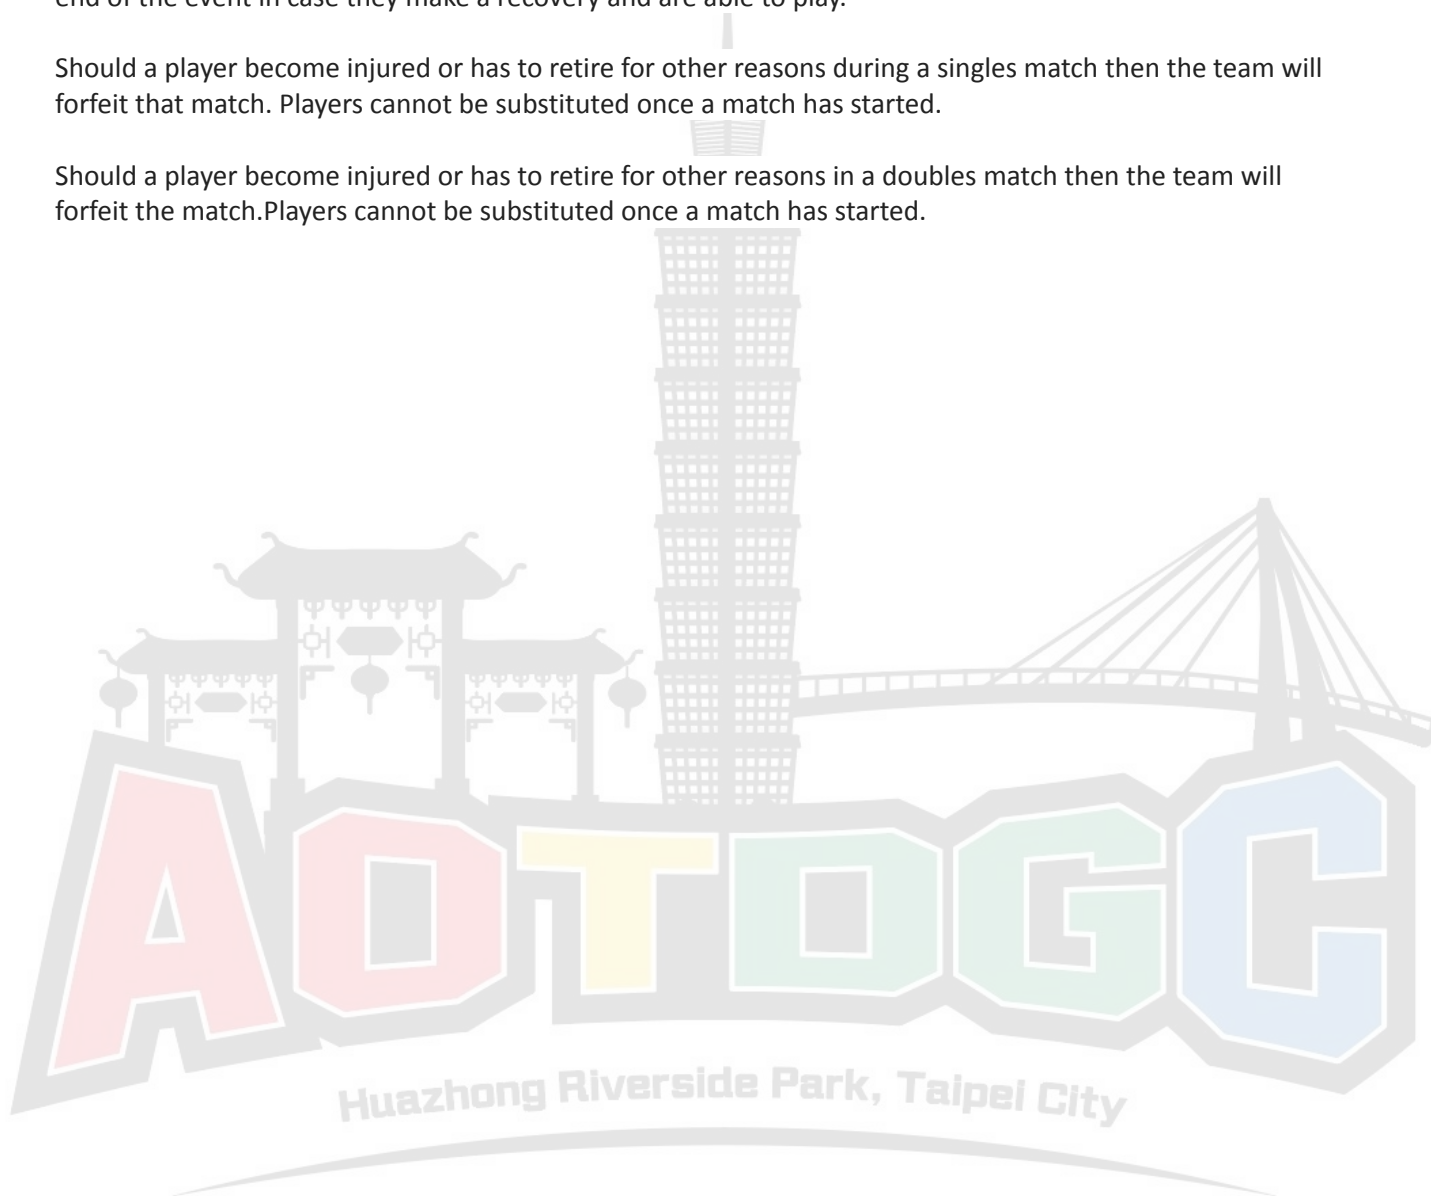 end of the event in case they make a recovery and are able to play.
Should a player become injured or has to retire for other reasons during a singles match then the team will
forfeit that match. Players cannot be substituted once a match has started.
Should a player become injured or has to retire for other reasons in a doubles match then the team will
forfeit the match.Players cannot be substituted once a match has started.
AOTDGC
Huazhong Riverside Park, Taipei City